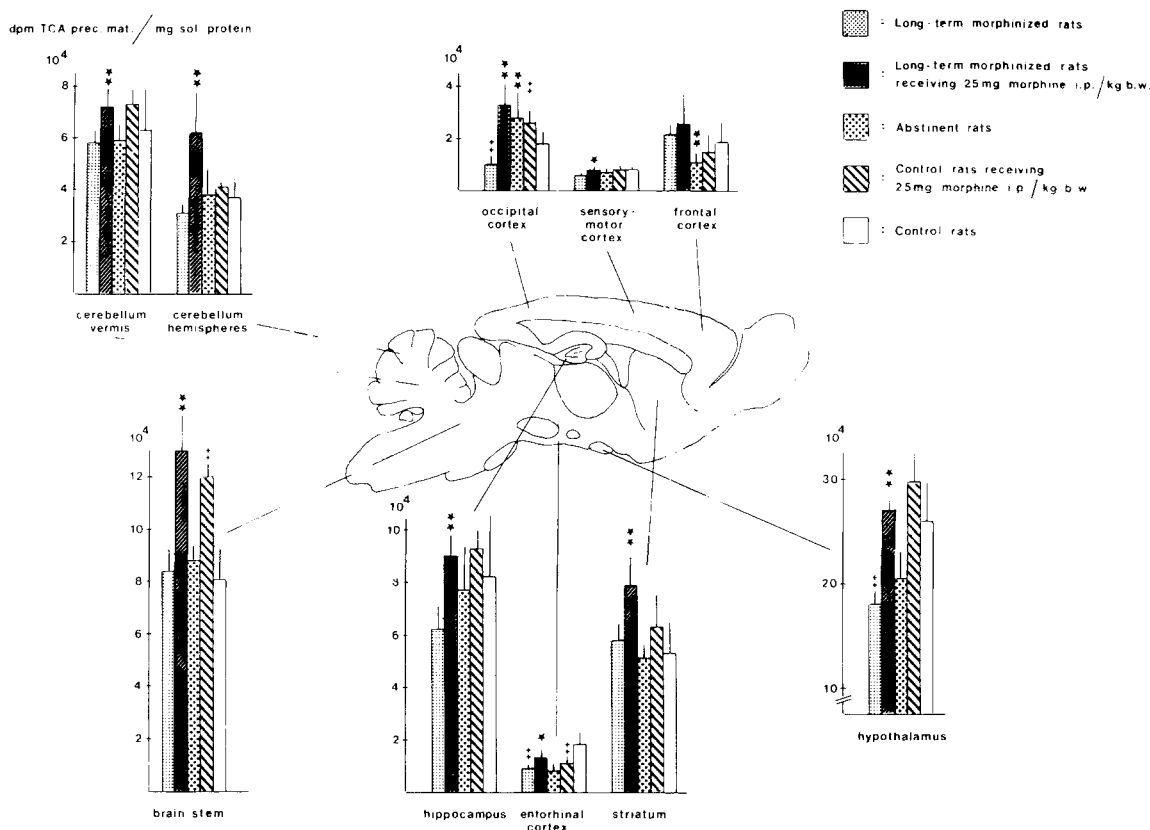 dpm TCA prec. mat. / mg sol. protein
10⁴
8
6
4
2
cerebellum
vermis
cerebellum
hemispheres
10⁴
4
2
occipital
cortex
sensory-
motor
cortex
frontal
cortex
: Long-term morphinized rats
: Long-term morphinized rats
receiving 25mg morphine i.p./kg b.w.
: Abstinent rats
: Control rats receiving
25mg morphine i.p./kg b.w
: Control rats
10⁴
12
10
8
6
4
2
brain stem
10⁴
10
8
6
4
2
hippocampus
entorhinal
cortex
striatum
10⁴
30
20
10
hypothalamus